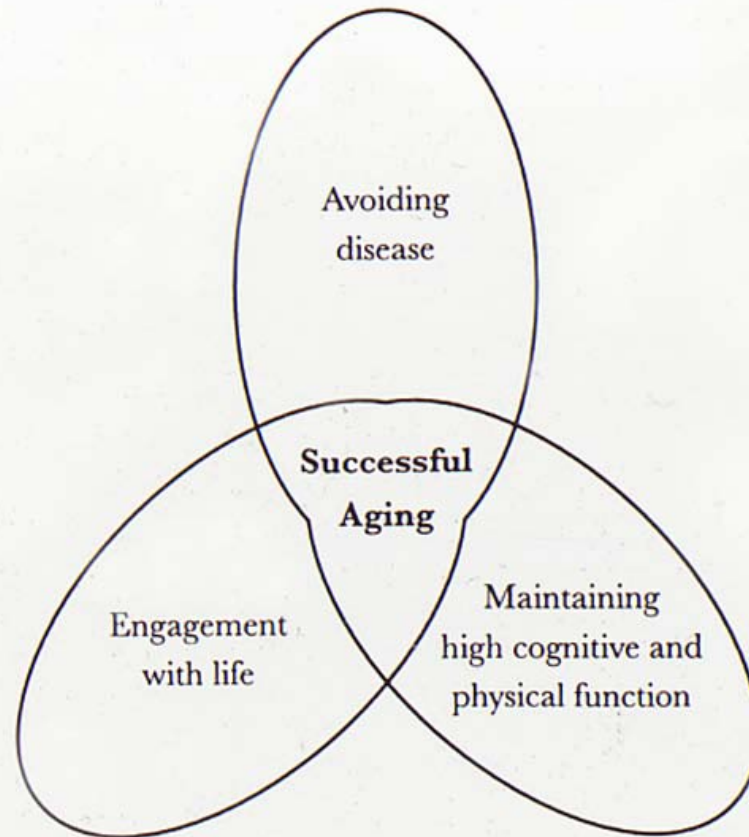 Avoiding
disease
Successful
Aging
Engagement
with life
Maintaining
high cognitive and
physical function